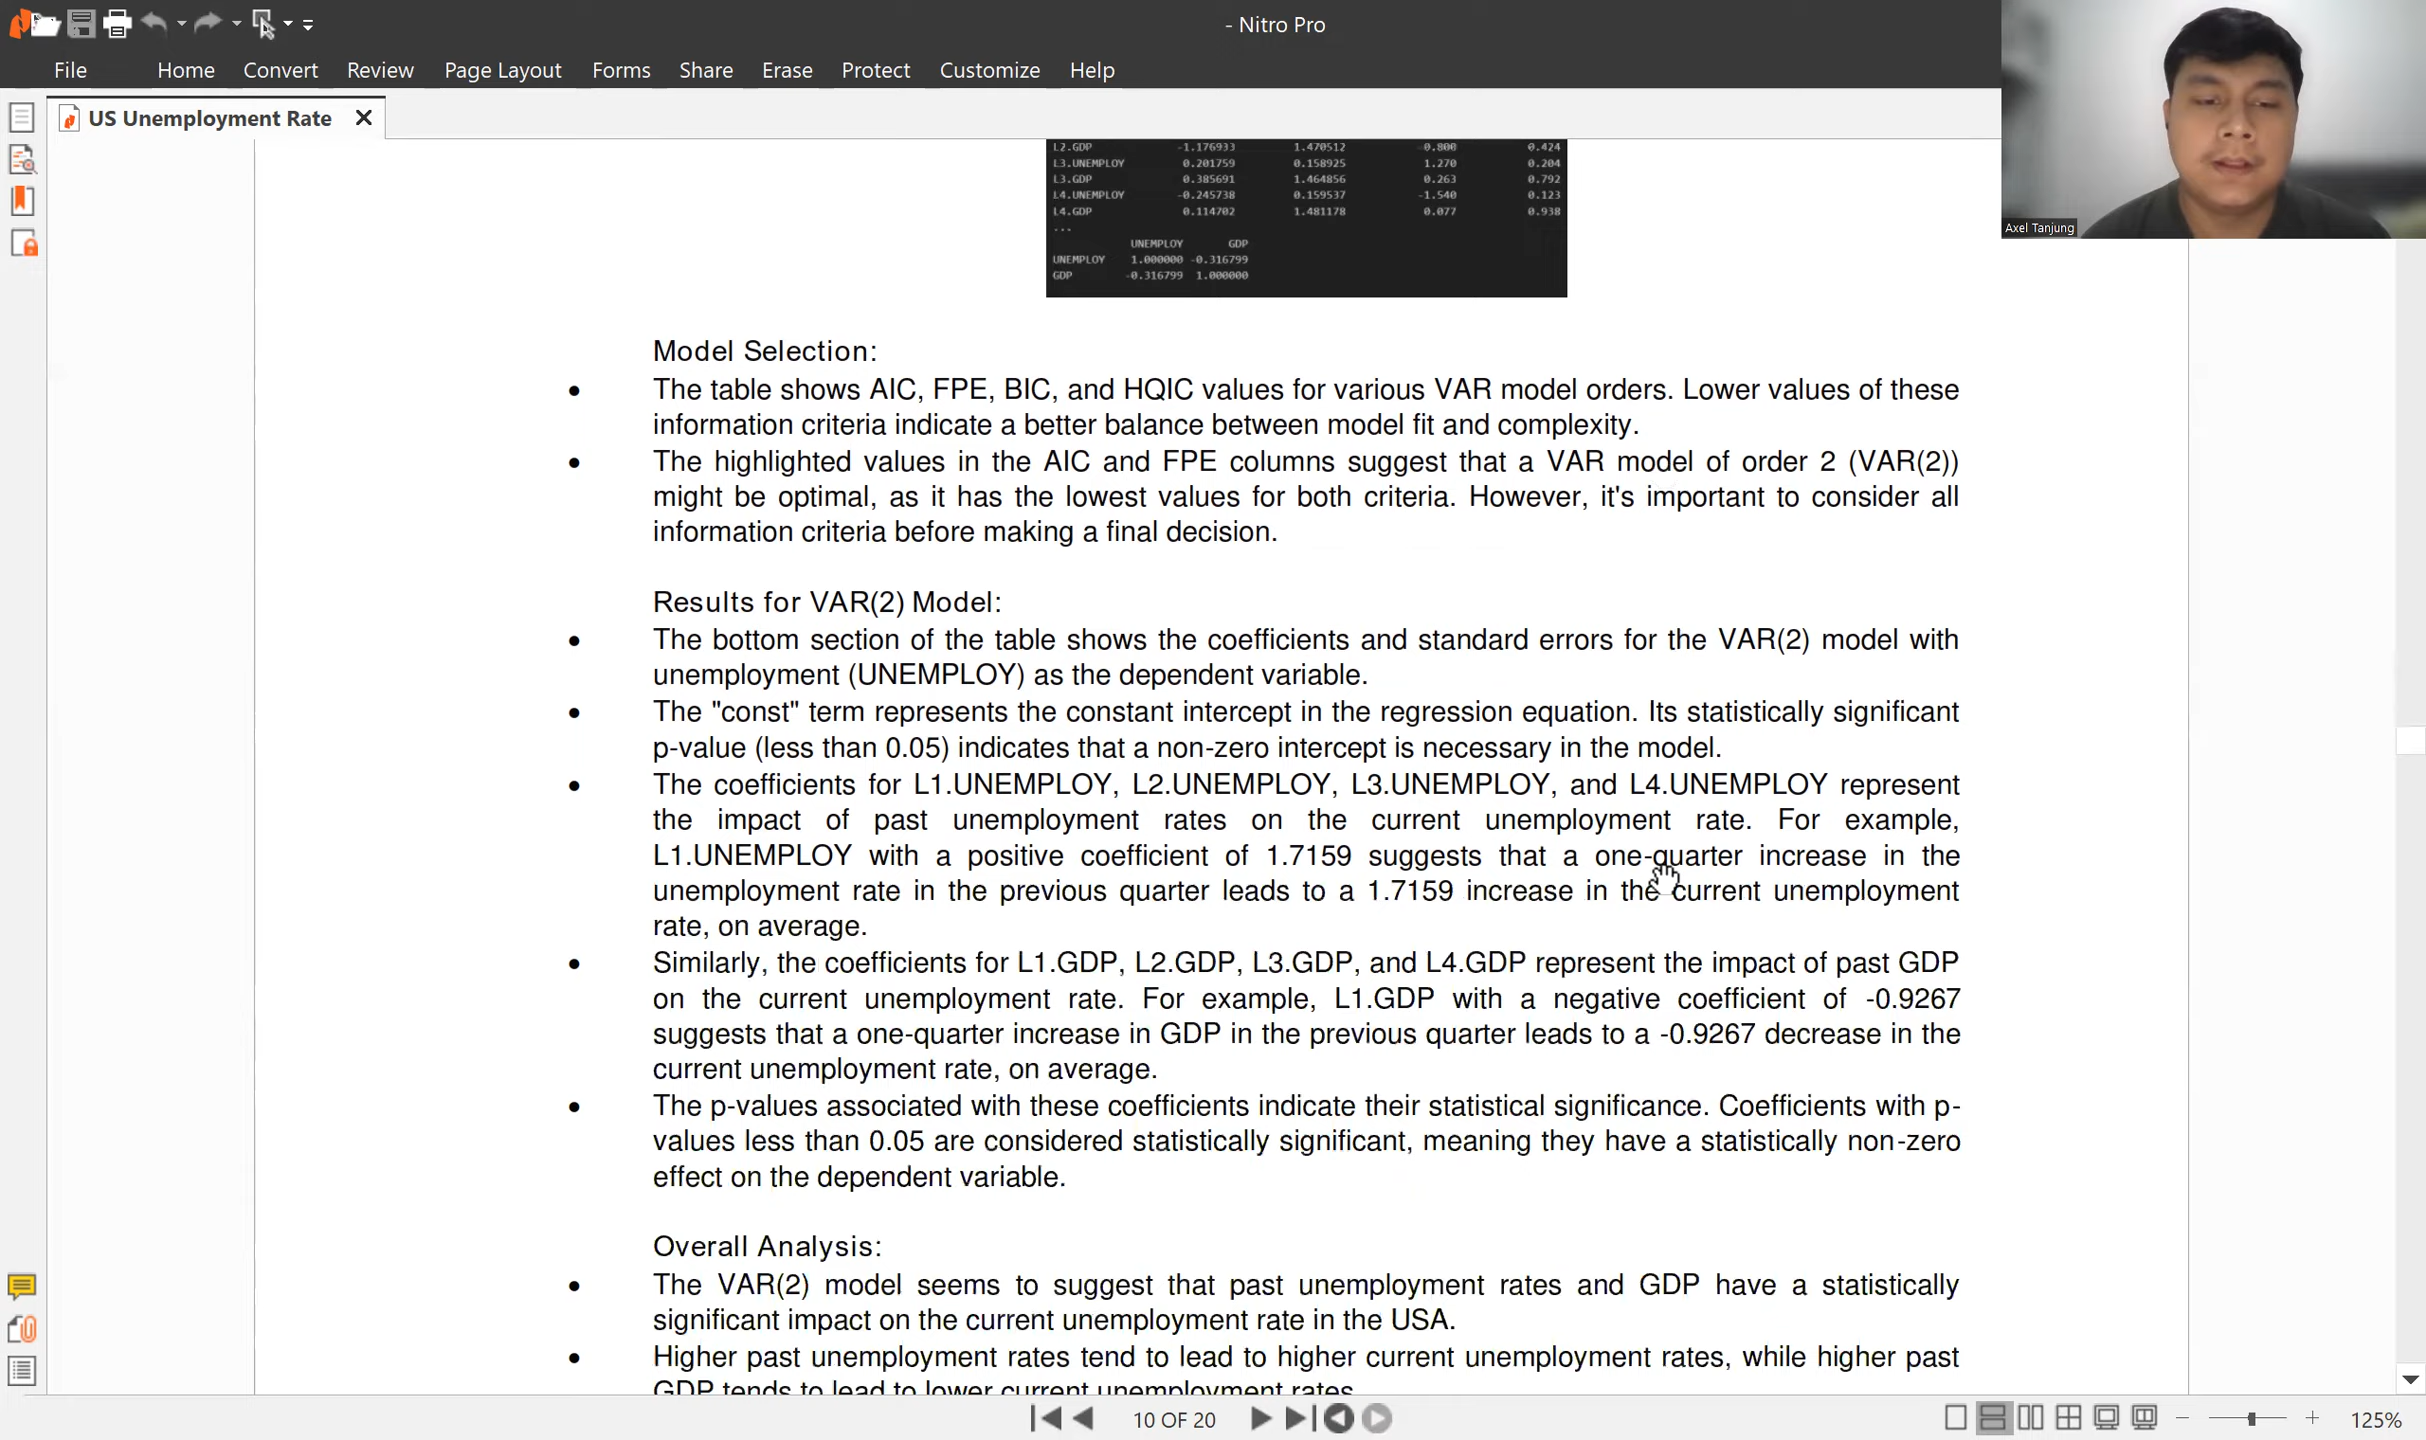 - Nitro Pro
File Home Convert Review Page Layout Forms Share Erase Protect Customize Help
US Unemployment Rate
Axel Tanjung
L2.GDP -1.176933 1.470512 -0.800 0.424
L3.UNEMPLOY 0.201759 0.158925 1.270 0.204
L3.GDP 0.385691 1.464856 0.263 0.792
L4.UNEMPLOY -0.245738 0.159537 -1.540 0.123
L4.GDP 0.114702 1.481178 0.077 0.938
...
UNEMPLOY GDP
UNEMPLOY 1.000000 -0.316799
GDP -0.316799 1.000000
Model Selection:
• The table shows AIC, FPE, BIC, and HQIC values for various VAR model orders. Lower values of these
information criteria indicate a better balance between model fit and complexity.
• The highlighted values in the AIC and FPE columns suggest that a VAR model of order 2 (VAR(2))
might be optimal, as it has the lowest values for both criteria. However, it's important to consider all
information criteria before making a final decision.
Results for VAR(2) Model:
• The bottom section of the table shows the coefficients and standard errors for the VAR(2) model with
unemployment (UNEMPLOY) as the dependent variable.
• The "const" term represents the constant intercept in the regression equation. Its statistically significant
p-value (less than 0.05) indicates that a non-zero intercept is necessary in the model.
• The coefficients for L1.UNEMPLOY, L2.UNEMPLOY, L3.UNEMPLOY, and L4.UNEMPLOY represent
the impact of past unemployment rates on the current unemployment rate. For example,
L1.UNEMPLOY with a positive coefficient of 1.7159 suggests that a one-quarter increase in the
unemployment rate in the previous quarter leads to a 1.7159 increase in the current unemployment
rate, on average.
• Similarly, the coefficients for L1.GDP, L2.GDP, L3.GDP, and L4.GDP represent the impact of past GDP
on the current unemployment rate. For example, L1.GDP with a negative coefficient of -0.9267
suggests that a one-quarter increase in GDP in the previous quarter leads to a -0.9267 decrease in the
current unemployment rate, on average.
• The p-values associated with these coefficients indicate their statistical significance. Coefficients with p-
values less than 0.05 are considered statistically significant, meaning they have a statistically non-zero
effect on the dependent variable.
Overall Analysis:
• The VAR(2) model seems to suggest that past unemployment rates and GDP have a statistically
significant impact on the current unemployment rate in the USA.
• Higher past unemployment rates tend to lead to higher current unemployment rates, while higher past
GDP tends to lead to lower current unemployment rates.
10 OF 20
125%